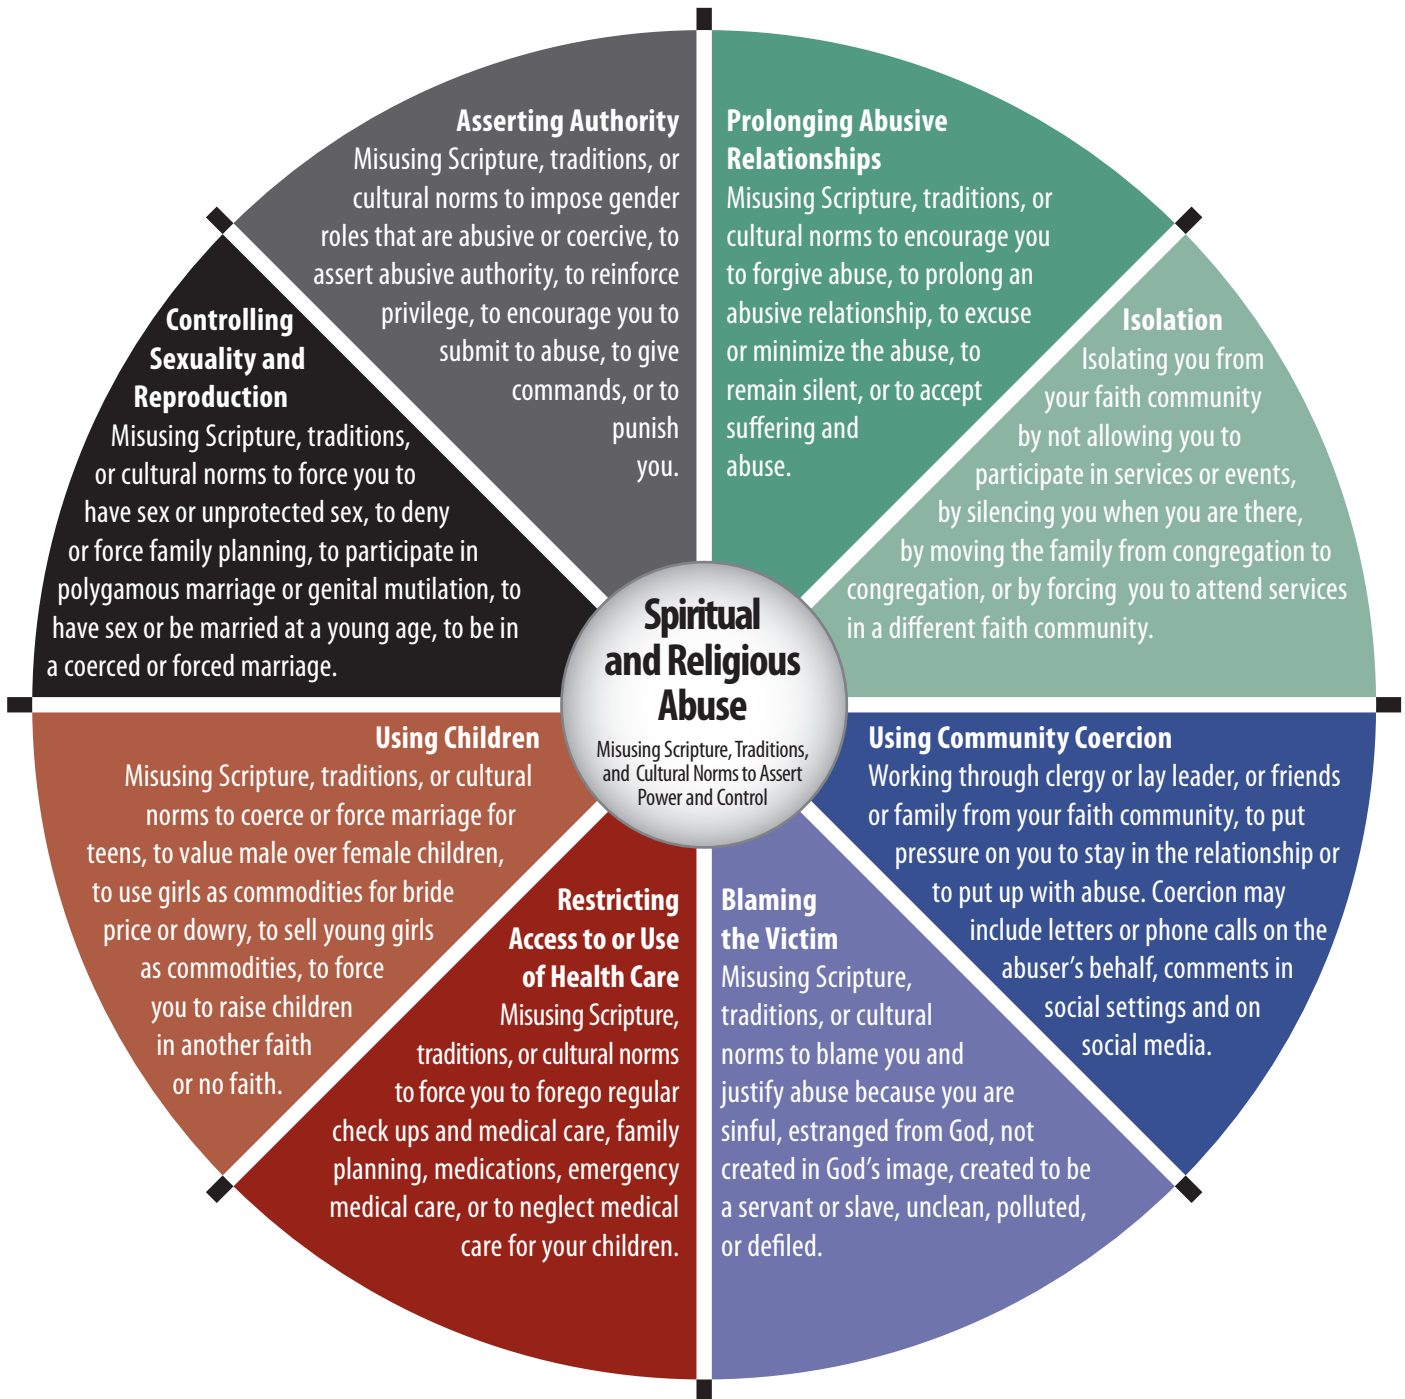 Asserting Authority
Misusing Scripture, traditions, or
cultural norms to impose gender
roles that are abusive or coercive, to
assert abusive authority, to reinforce
privilege, to encourage you to
submit to abuse, to give
commands, or to
punish
you.
Prolonging Abusive
Relationships
Misusing Scripture, traditions, or
cultural norms to encourage you
to forgive abuse, to prolong an
abusive relationship, to excuse
or minimize the abuse, to
remain silent, or to accept
suffering and
abuse.
Isolation
Isolating you from
your faith community
by not allowing you to
participate in services or events,
by silencing you when you are there,
by moving the family from congregation to
congregation, or by forcing you to attend services
in a different faith community.
Using Community Coercion
Working through clergy or lay leader, or friends
or family from your faith community, to put
pressure on you to stay in the relationship or
to put up with abuse. Coercion may
include letters or phone calls on the
abuser's behalf, comments in
social settings and on
social media.
Blaming
the Victim
Misusing Scripture,
traditions, or cultural
norms to blame you and
justify abuse because you are
sinful, estranged from God, not
created in God's image, created to be
a servant or slave, unclean, polluted,
or defiled.
Restricting
Access to or Use
of Health Care
Misusing Scripture,
traditions, or cultural norms
to force you to forego regular
check ups and medical care, family
planning, medications, emergency
medical care, or to neglect medical
care for your children.
Using Children
Misusing Scripture, traditions, or cultural
norms to coerce or force marriage for
teens, to value male over female children,
to use girls as commodities for bride
price or dowry, to sell young girls
as commodities, to force
you to raise children
in another faith
or no faith.
Controlling
Sexuality and
Reproduction
Misusing Scripture, traditions,
or cultural norms to force you to
have sex or unprotected sex, to deny
or force family planning, to participate in
polygamous marriage or genital mutilation, to
have sex or be married at a young age, to be in
a coerced or forced marriage.
Spiritual
and Religious
Abuse
Misusing Scripture, Traditions,
and Cultural Norms to Assert
Power and Control